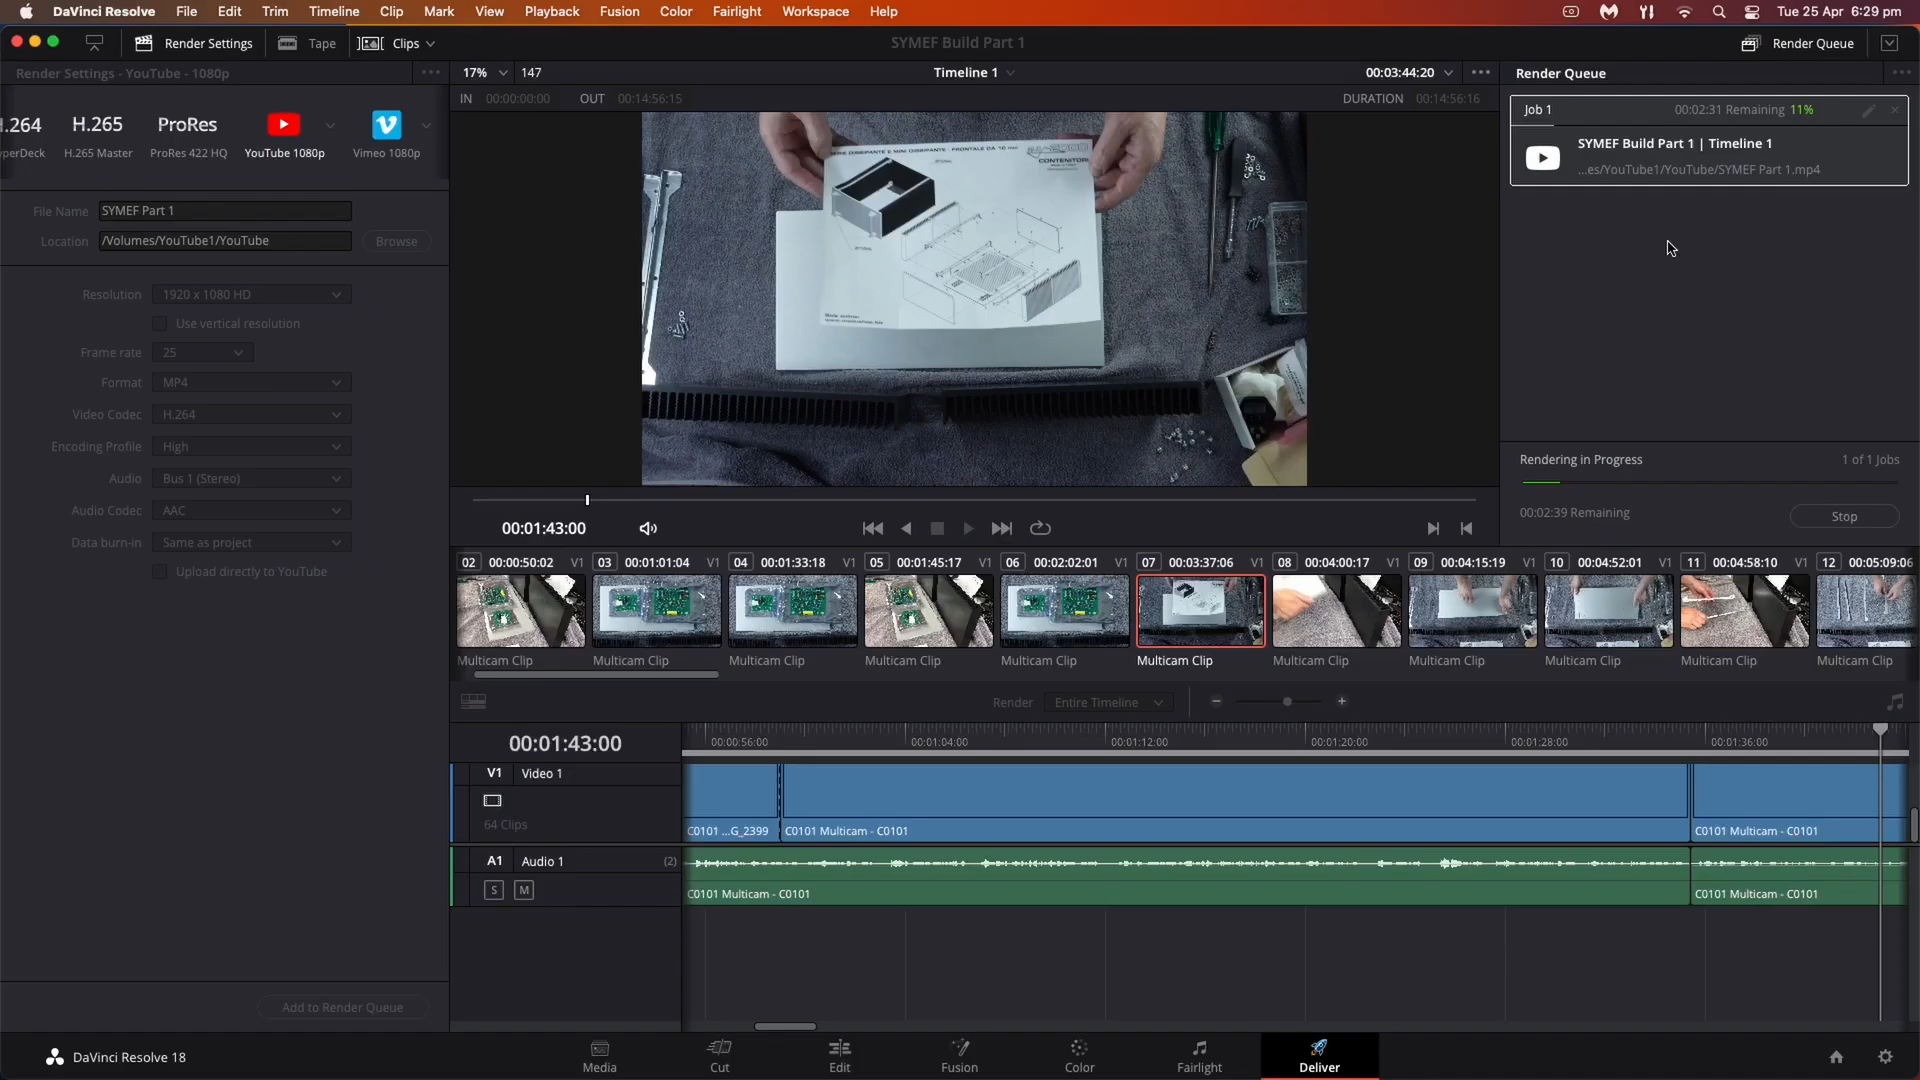 DaVinci Resolve File Edit Trim Timeline Clip Mark View Playback Fusion Color Fairlight Workspace Help Tue 25 Apr 6:29 pm
Render Settings Tape Clips SYMEF Build Part 1 Render Queue
Render Settings - YouTube - 1080p
17% 147 Timeline 1 00:03:44:20
Render Queue
IN 00:00:00:00 OUT 00:14:56:15 DURATION 00:14:56:16
H.265 ProRes
H.265 Master ProRes 422 HQ YouTube 1080p Vimeo 1080p
Job 1 00:02:31 Remaining 11%
SYMEF Build Part 1 | Timeline 1
...es/YouTube1/YouTube/SYMEF Part 1.mp4
File Name SYMEF Part 1
Location /Volumes/YouTube1/YouTube Browse
Resolution 1920 x 1080 HD
Use vertical resolution
Frame rate 25
Format MP4
Video Codec H.264
Encoding Profile High
Audio Bus 1 (Stereo)
Audio Codec AAC
Data burn-in Same as project
Upload directly to YouTube
CONTENITORI
Rendering in Progress 1 of 1 Jobs
00:02:39 Remaining Stop
00:01:43:00
02 00:00:50:02 V1 03 00:01:01:04 V1 04 00:01:33:18 V1 05 00:01:45:17 V1 06 00:02:02:01 V1 07 00:03:37:06 V1 08 00:04:00:17 V1 09 00:04:15:19 V1 10 00:04:52:01 V1 11 00:04:58:10 V1 12 00:05:09:06
Multicam Clip Multicam Clip Multicam Clip Multicam Clip Multicam Clip Multicam Clip Multicam Clip Multicam Clip Multicam Clip Multicam Clip Multicam Clip
Render Entire Timeline
00:01:43:00 00:00:56:00 00:01:04:00 00:01:12:00 00:01:20:00 00:01:28:00 00:01:36:00
V1 Video 1
64 Clips
C0101 ...G_2399 C0101 Multicam - C0101 C0101 Multicam - C0101
A1 Audio 1 (2)
S M
C0101 Multicam - C0101 C0101 Multicam - C0101
Add to Render Queue
DaVinci Resolve 18
Media Cut Edit Fusion Color Fairlight Deliver